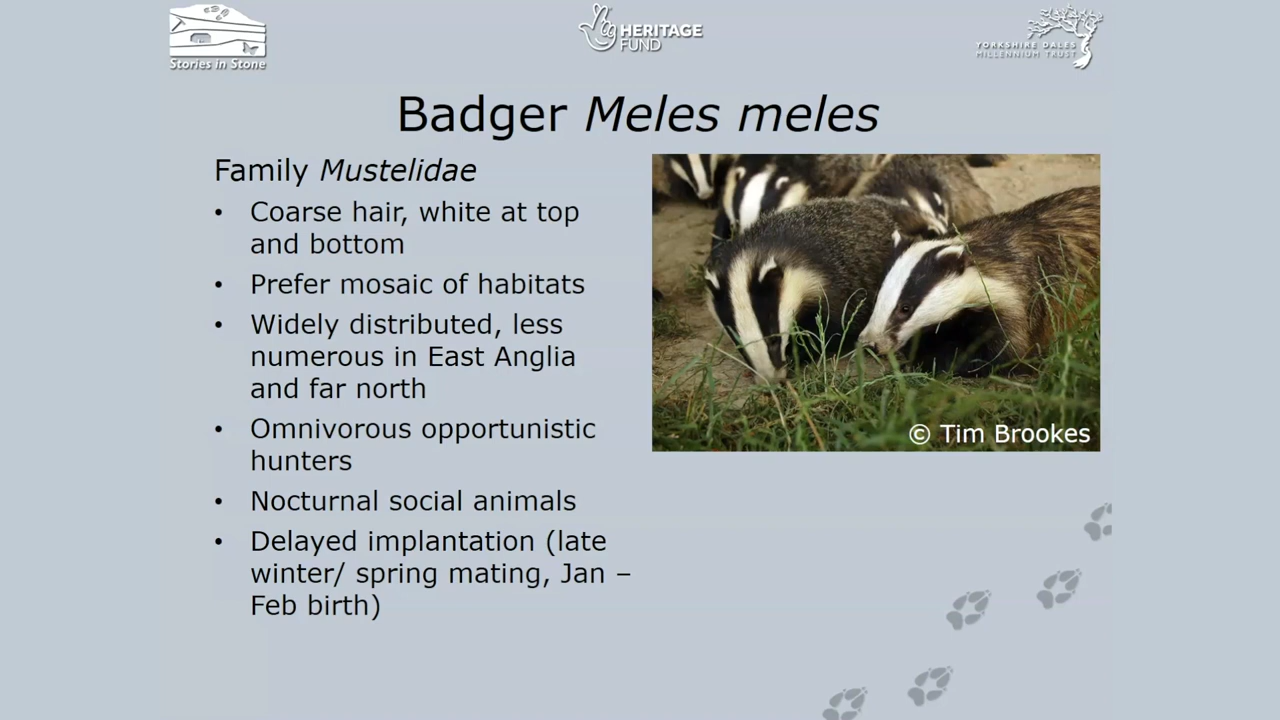 Stories in Stone
HERITAGE
FUND
YORKSHIRE DALES
MILLENNIUM TRUST
Badger Meles meles
Family Mustelidae
• Coarse hair, white at top
and bottom
• Prefer mosaic of habitats
• Widely distributed, less
numerous in East Anglia
and far north
• Omnivorous opportunistic
hunters
• Nocturnal social animals
• Delayed implantation (late
winter/ spring mating, Jan –
Feb birth)
© Tim Brookes